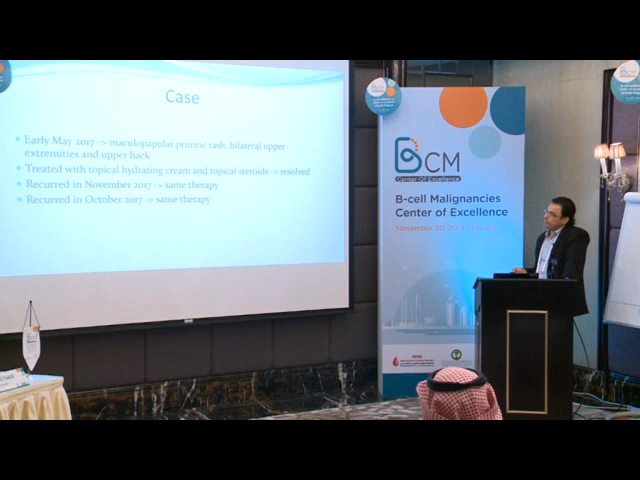 Case
Early May 2017 -> maculopapular pruritic rash, bilateral upper
extremities and upper back
Treated with topical hydrating cream and topical steroids -> resolved
Recurred in November 2017 -> same therapy
Recurred in October 2017 -> same therapy
BCM
Center Of Excellence
B-cell Malignancies
Center of Excellence
November 30, 20
CM